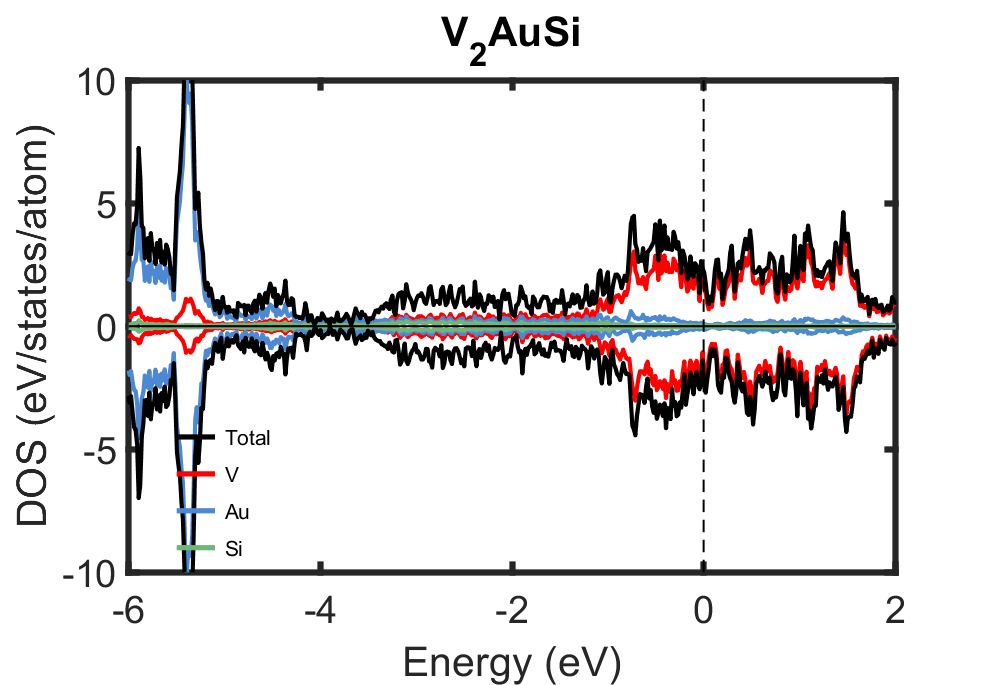 V2AuSi
DOS (eV/states/atom)
10
5
0
-5
-10
Total
V
Au
Si
-6 -4 -2 0 2
Energy (eV)